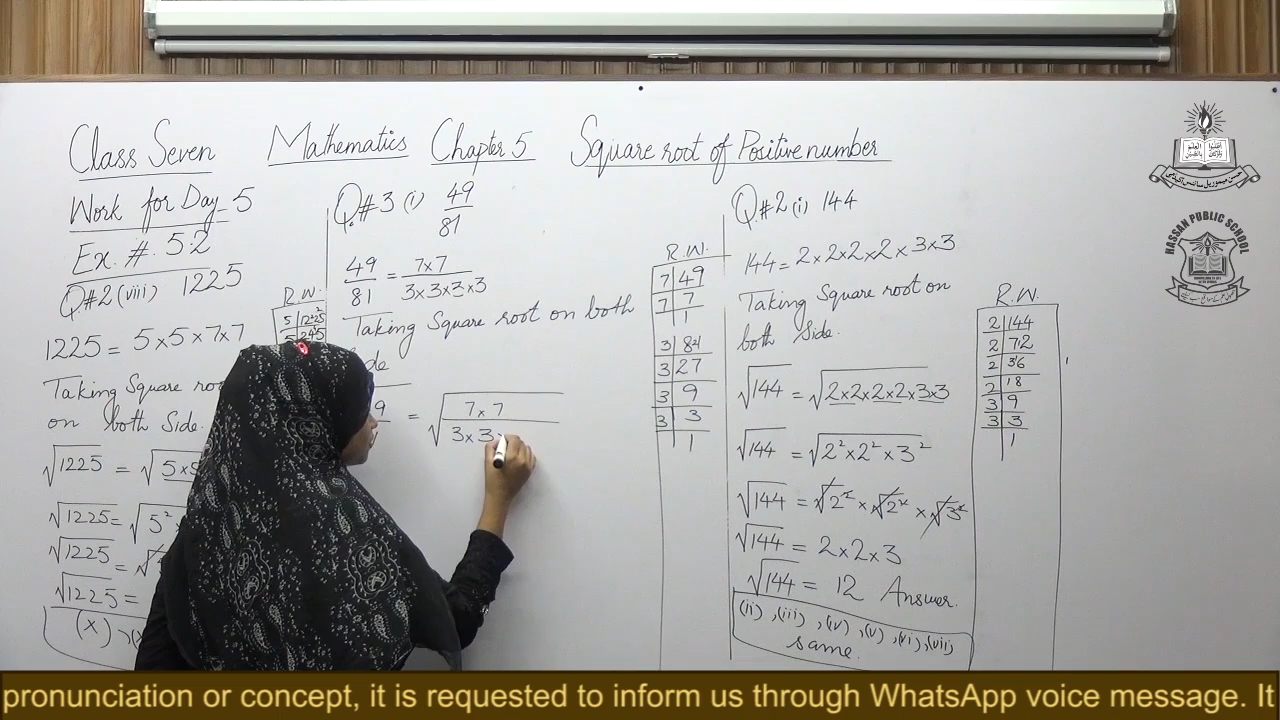 Class Seven Mathematics Chapter 5 Square root of Positive number
Work for Day 5
Ex. #. 5.2
Q#2 (viii) 1225
1225 = 5x5x7x7
Taking Square
on both Side.
√1225 = √5x5
√1225 = √5²
√1225 =
√1225 =
(x)
R.W.
5 | 1225
5 | 245
Q.#3 (i) 49/81
49/81 = 7x7/3x3x3x3
Taking Square root on both
Side
= √7x7/3x3
R.W.
7 | 49
7 | 7
1
3 | 81
3 | 27
3 | 9
3 | 3
1
Q.#2 (i) 144
144 = 2x2x2x2x3x3
Taking Square root on
both Side.
√144 = √2x2x2x2x3x3
√144 = √2²x2²x3²
√144 = √2² x √2² x √3²
√144 = 2x2x3
√144 = 12 Answer.
(ii), (iii), (iv), (v), (vi), (vii)
same.
R.W.
2 | 144
2 | 72
2 | 36
2 | 18
3 | 9
3 | 3
1
HASSAN PUBLIC SCHOOL
pronunciation or concept, it is requested to inform us through WhatsApp voice message. It